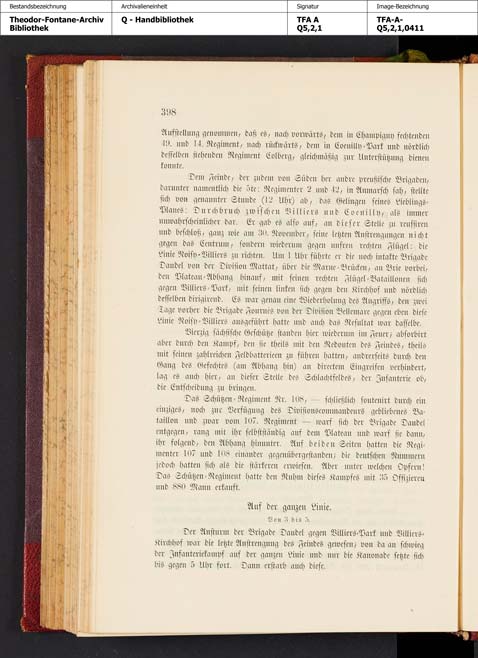 Bestandsbezeichnung
Archivalieneinheit
Signatur
Image-Bezeichnung
Theodor-Fontane-Archiv
Bibliothek
Q - Handbibliothek
TFA A
Q5,2,1
TFA-A-
Q5,2,1,0411
398
Aufstellung genommen, daß es, nach vorwärts, dem in Champigny fechtenden
49. und 14. Regiment, nach rückwärts, dem in Coeuilly-Park und nördlich
desselben stehenden Regiment Colberg, gleichmäßig zur Unterstützung dienen
konnte.
Dem Feinde, der zudem von Süden her andre preußische Brigaden,
darunter namentlich die 5te: Regimenter 2 und 42, in Anmarsch sah, stellte
sich von genannter Stunde (12 Uhr) ab, das Gelingen seines Lieblings-
Planes: Durchbruch zwischen Villiers und Coeuilly, als immer
unwahrscheinlicher dar. Er gab es also auf, an dieser Stelle zu reussiren
und beschloß, ganz wie am 30. November, seine letzten Anstrengungen nicht
gegen das Centrum, sondern wiederum gegen unsren rechten Flügel: die
Linie Noisy-Villiers zu richten. Um 1 Uhr führte er die noch intakte Brigade
Daudel von der Division Mattat, über die Marne-Brücken, an Brie vorbei,
den Plateau-Abhang hinauf, mit seinen rechten Flügel-Bataillonen sich
gegen Villiers-Park, mit seinen linken sich gegen den Kirchhof und nördlich
desselben dirigirend. Es war genau eine Wiederholung des Angriffs, den zwei
Tage vorher die Brigade Fournès von der Division Bellemare gegen eben diese
Linie Noisy-Villiers ausgeführt hatte und auch das Resultat war dasselbe.
Vierzig sächsische Geschütze standen hier wiederum im Feuer; absorbirt
aber durch den Kampf, den sie theils mit den Redouten des Feindes, theils
mit seinen zahlreichen Feldbatterieen zu führen hatten, andrerseits durch den
Gang des Gefechtes (am Abhang hin) an direktem Eingreifen verhindert,
lag es auch hier, an dieser Stelle des Schlachtfeldes, der Infanterie ob,
die Entscheidung zu bringen.
Das Schützen-Regiment Nr. 108, — schließlich soutenirt durch ein
einziges, noch zur Verfügung des Divisionscommandeurs gebliebenes Ba-
taillon und zwar vom 107. Regiment — warf sich der Brigade Daudel
entgegen, rang mit ihr selbstständig auf dem Plateau und warf sie dann,
ihr folgend, den Abhang hinunter. Auf beiden Seiten hatten die Regi-
menter 107 und 108 einander gegenübergestanden; die deutschen Nummern
jedoch hatten sich als die stärkeren erwiesen. Aber unter welchen Opfern!
Das Schützen-Regiment hatte den Ruhm dieses Kampfes mit 35 Offizieren
und 880 Mann erkauft.
Auf der ganzen Linie.
Von 3 bis 5.
Der Ansturm der Brigade Daudel gegen Villiers-Park und Villiers-
Kirchhof war die letzte Anstrengung des Feindes gewesen; von da an schwieg
der Infanteriekampf auf der ganzen Linie und nur die Kanonade setzte sich
bis gegen 5 Uhr fort. Dann erstarb auch diese.